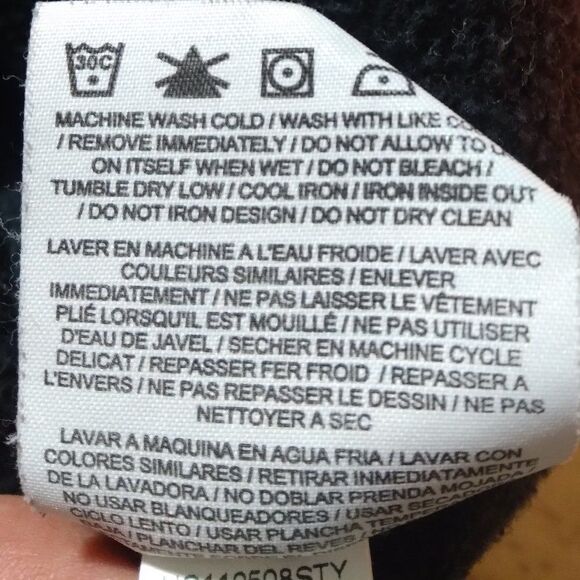 30C
MACHINE WASH COLD / WASH WITH LIKE
/ REMOVE IMMEDIATELY / DO NOT ALLOW TO
ON ITSELF WHEN WET / DO NOT BLEACH /
TUMBLE DRY LOW / COOL IRON / IRON INSIDE OUT
/ DO NOT IRON DESIGN / DO NOT DRY CLEAN
LAVER EN MACHINE A L'EAU FROIDE / LAVER AVEC
COULEURS SIMILAIRES / ENLEVER
IMMEDIATEMENT / NE PAS LAISSER LE VÊTEMENT
PLIÉ LORSQU'IL EST MOUILLÉ / NE PAS UTILISER
D'EAU DE JAVEL / SECHER EN MACHINE CYCLE
DELICAT / REPASSER FER FROID / REPASSER A
L'ENVERS / NE PAS REPASSER LE DESSIN / NE PAS
NETTOYER A SEC
LAVAR A MAQUINA EN AGUA FRIA / LAVAR CON
COLORES SIMILARES / RETIRAR IMMEDIATAMENTE
DE LA LAVADORA / NO DOBLAR PRENDA MOJADA /
NO USAR BLANQUEADORES / USAR
CICLO LENTO / USAR PLANCHA
/ PLANCHAR DEL REVES /